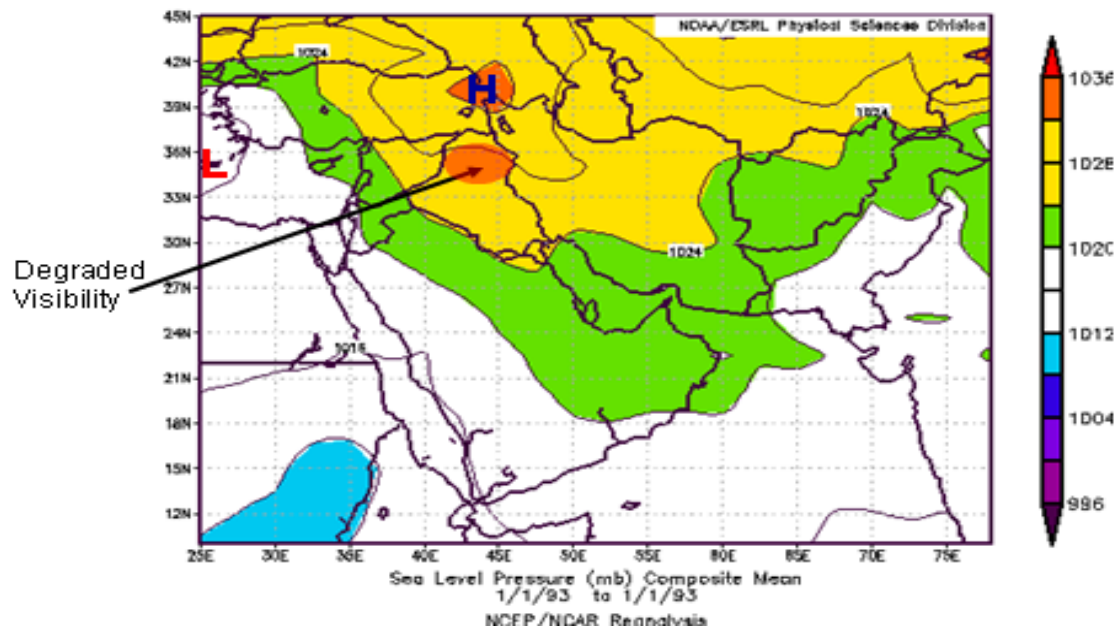 NOAA/ESRL Physical Sciences Division
45N
42N
39N
36N
33N
30N
27N
24N
21N
18N
15N
12N
1024
H
1024
L
1024
1016
Degraded
Visibility
25E 30E 35E 40E 45E 50E 55E 60E 65E 70E 75E
1036
1028
1020
1012
1004
996
Sea Level Pressure (mb) Composite Mean
1/1/93 to 1/1/93
NCEP/NCAR Reanalysis